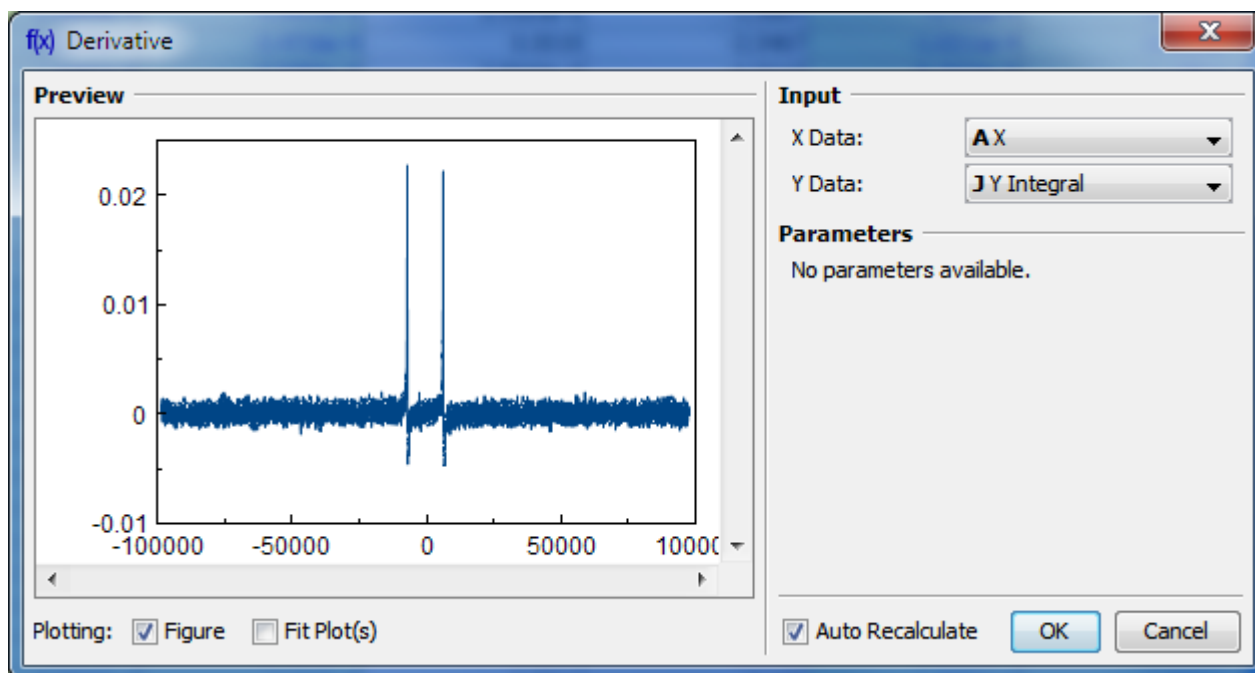 f(x) Derivative
Preview
0.02
0.01
0
-0.01
-100000 -50000 0 50000 10000
Plotting: Figure Fit Plot(s)
Input
X Data: A X
Y Data: J Y Integral
Parameters
No parameters available.
Auto Recalculate OK Cancel